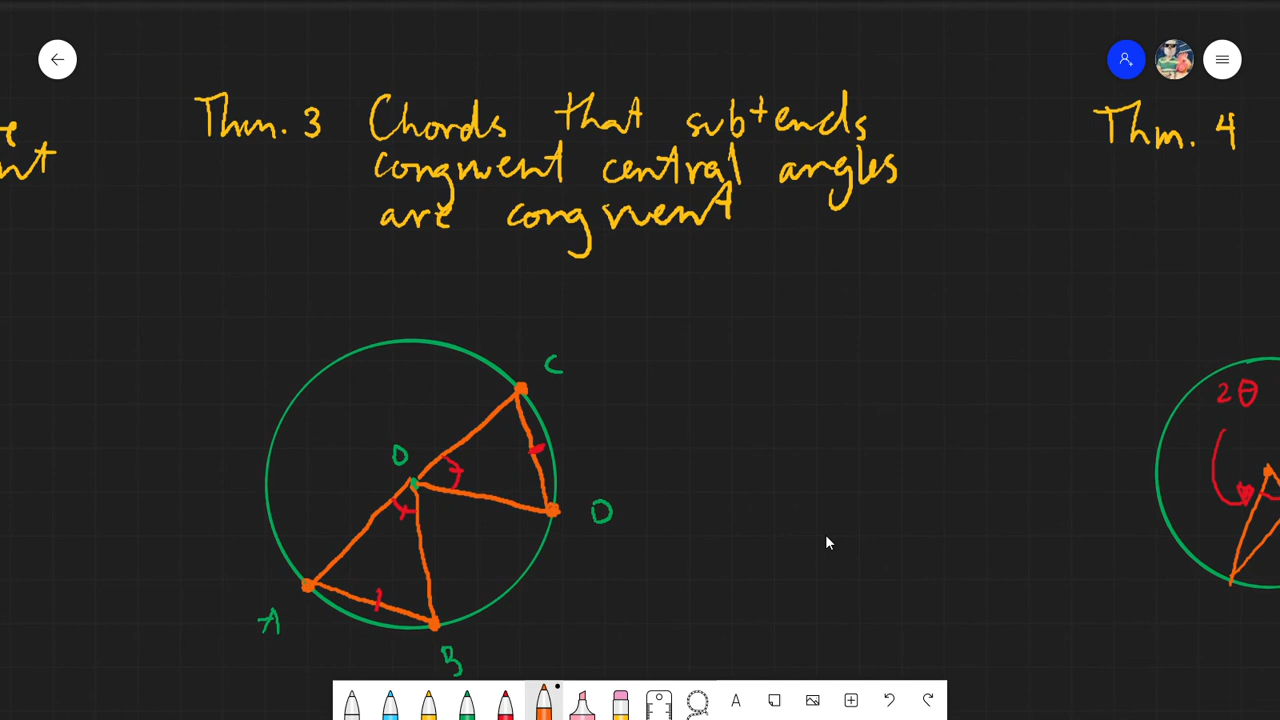 Thm. 3 Chords that subtends
congruent central angles
are congruent
Thm. 4
C
O
D
A
B
2θ
A